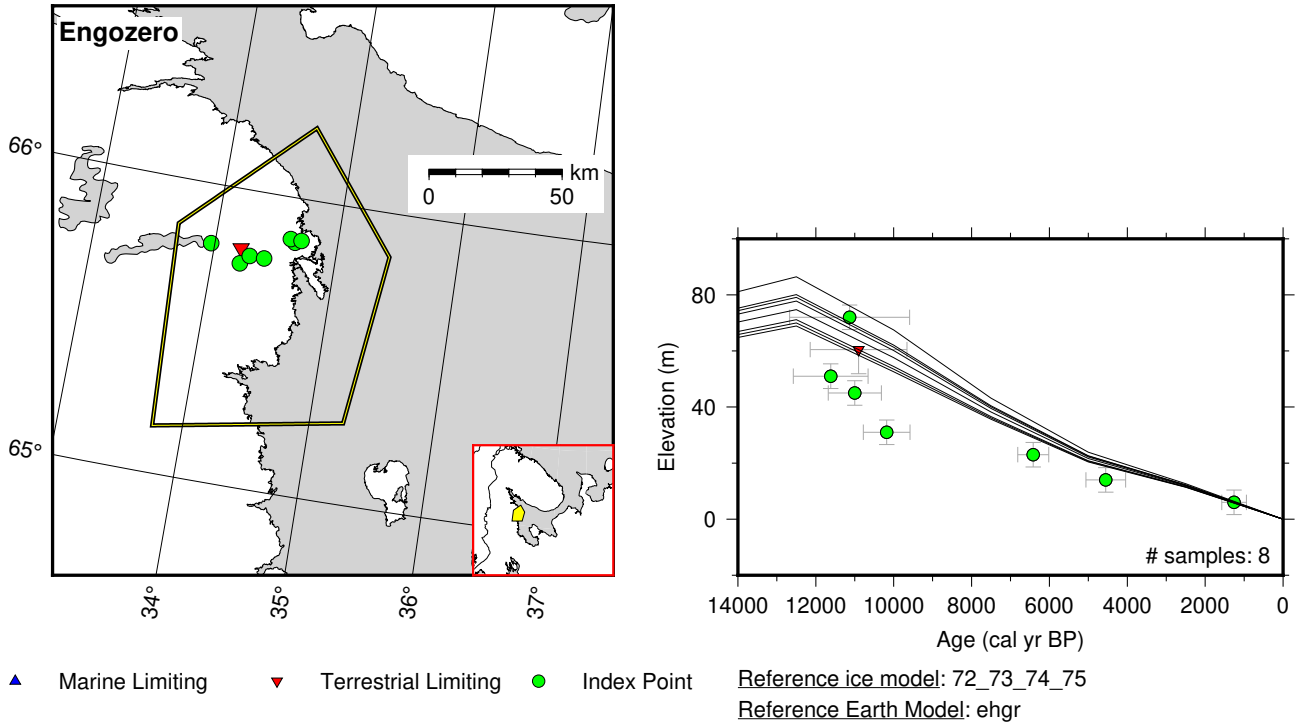 Engozero
66°
65°
km
0 50
34° 35° 36° 37°
Elevation (m)
80
40
0
# samples: 8
14000 12000 10000 8000 6000 4000 2000 0
Age (cal yr BP)
Marine Limiting Terrestrial Limiting Index Point
Reference ice model: 72_73_74_75
Reference Earth Model: ehgr